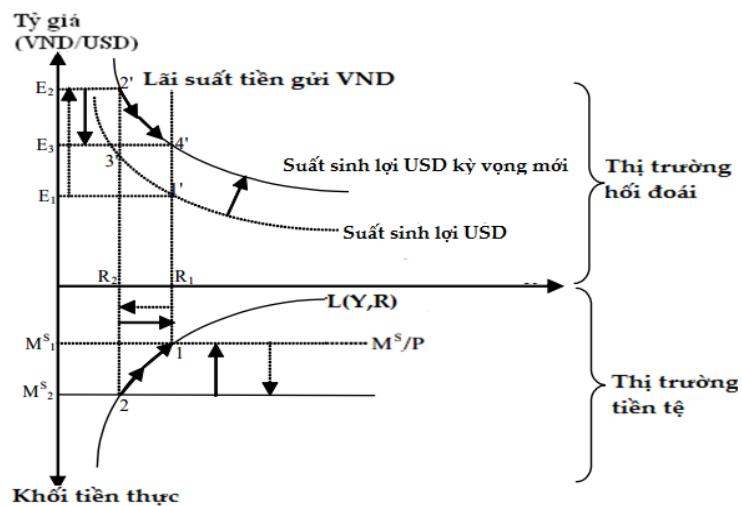 Tỷ giá
(VND/USD)
E₂
2'
Lãi suất tiền gửi VND
E₃
4'
3'
Suất sinh lợi USD kỳ vọng mới
Thị trường
hối đoái
E₁
1'
Suất sinh lợi USD
R₂
R₁
L(Y,R)
Mˢ₁
1
Mˢ/P
Mˢ₂
2
Thị trường
tiền tệ
Khối tiền thực